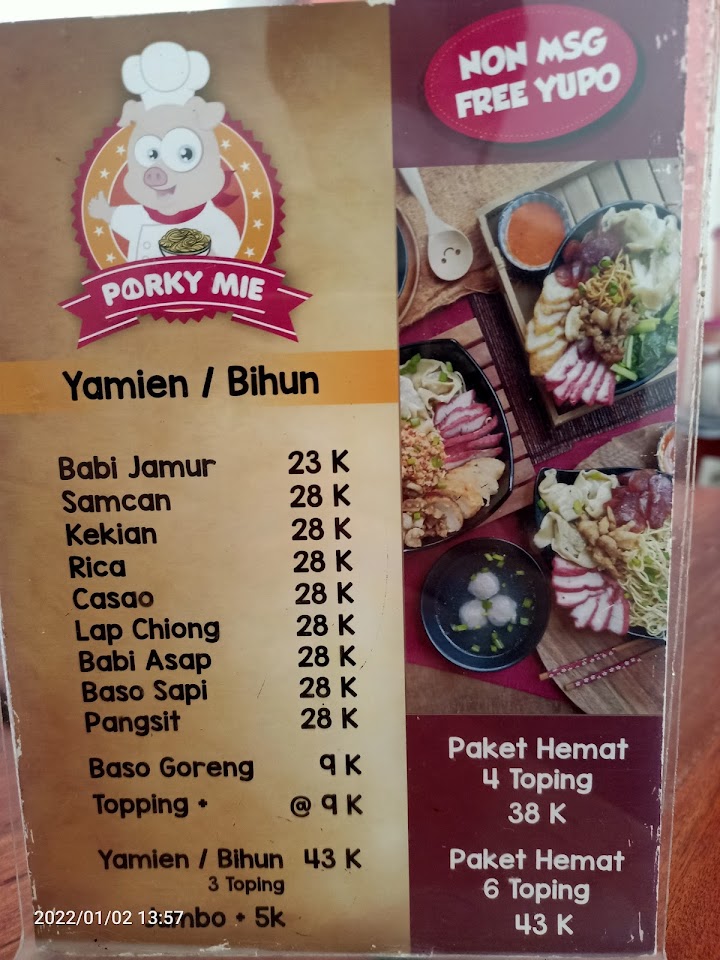 NON MSG
FREE YUPO
PORKY MIE
Yamien / Bihun
Babi Jamur 23 K
Samcan 28 K
Kekian 28 K
Rica 28 K
Casao 28 K
Lap Chiong 28 K
Babi Asap 28 K
Baso Sapi 28 K
Pangsit 28 K
Baso Goreng 9 K
Topping + @ 9 K
Yamien / Bihun 43 K
3 Toping
Jambo + 5k
Paket Hemat
4 Toping
38 K
Paket Hemat
6 Toping
43 K
2022/01/02 13:57